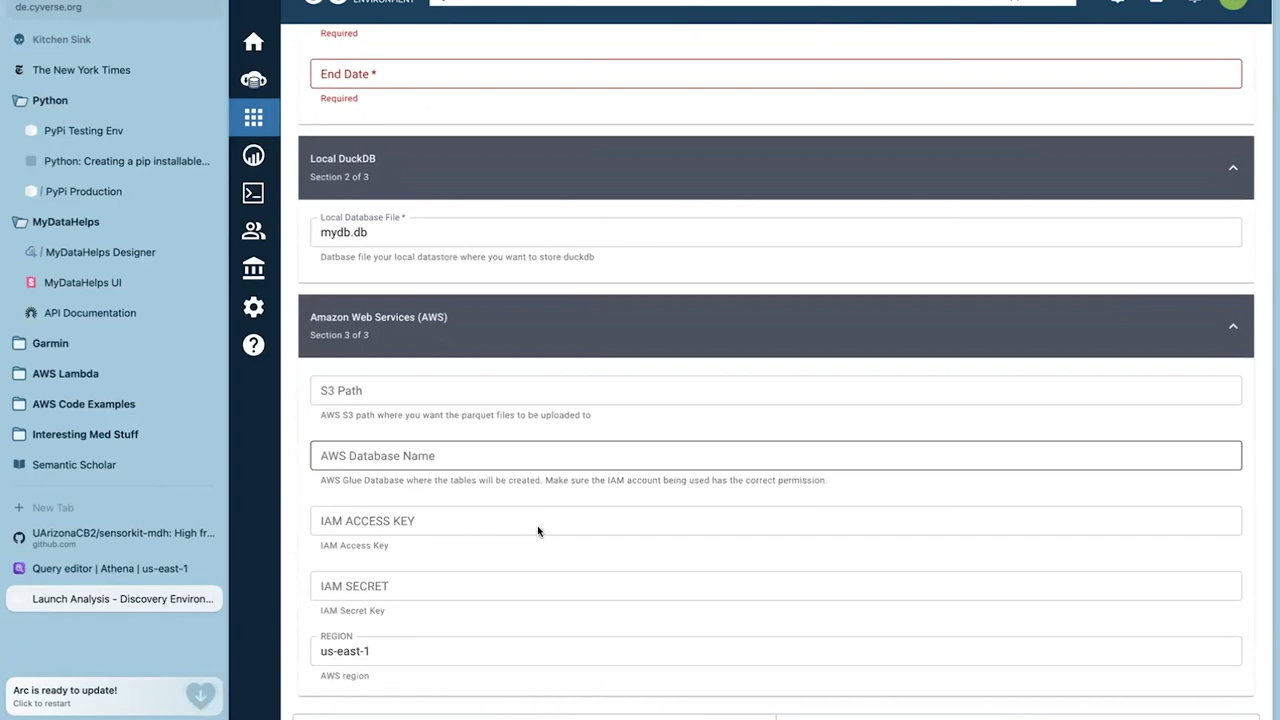 de.cyverse.org
Kitchen Sink
The New York Times
Python
PyPi Testing Env
Python: Creating a pip installable...
/ PyPi Production
MyDataHelps
/ MyDataHelps Designer
MyDataHelps UI
API Documentation
Garmin
AWS Lambda
AWS Code Examples
Interesting Med Stuff
Semantic Scholar
New Tab
UArizonaCB2/sensorkit-mdh: High fr...
github.com
Query editor | Athena | us-east-1
Launch Analysis - Discovery Environ...
Arc is ready to update!
Click to restart
ENVIRONMENT
Required
End Date *
Required
Local DuckDB
Section 2 of 3
Local Database File *
mydb.db
Datbase file your local datastore where you want to store duckdb
Amazon Web Services (AWS)
Section 3 of 3
S3 Path
AWS S3 path where you want the parquet files to be uploaded to
AWS Database Name
AWS Glue Database where the tables will be created. Make sure the IAM account being used has the correct permission.
IAM ACCESS KEY
IAM Access Key
IAM SECRET
IAM Secret Key
REGION
us-east-1
AWS region